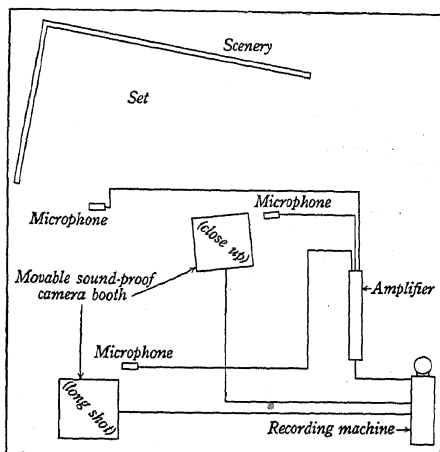 Scenery
Set
Microphone
Microphone
(close up)
Movable sound-proof
camera booth
Amplifier
Microphone
(long shot)
Recording machine